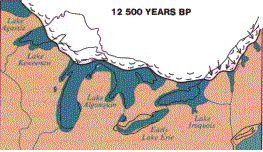 12 500 YEARS BP
Lake
Agassiz
Lake
Keweenaw
Lake
Algonquin
Early
Lake Erie
Lake
Iroquois